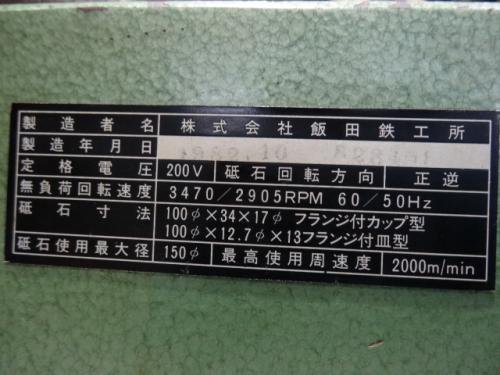 製造者名 株式会社飯田鉄工所
製造年月日 1982.10
定格電圧 200V 砥石回転方向 正逆
無負荷回転速度 3470/2905RPM 60/50Hz
砥石寸法 100φ×34×17φ フランジ付カップ型
100φ×12.7φ×13フランジ付皿型
砥石使用最大径 150φ 最高使用周速度 2000m/min